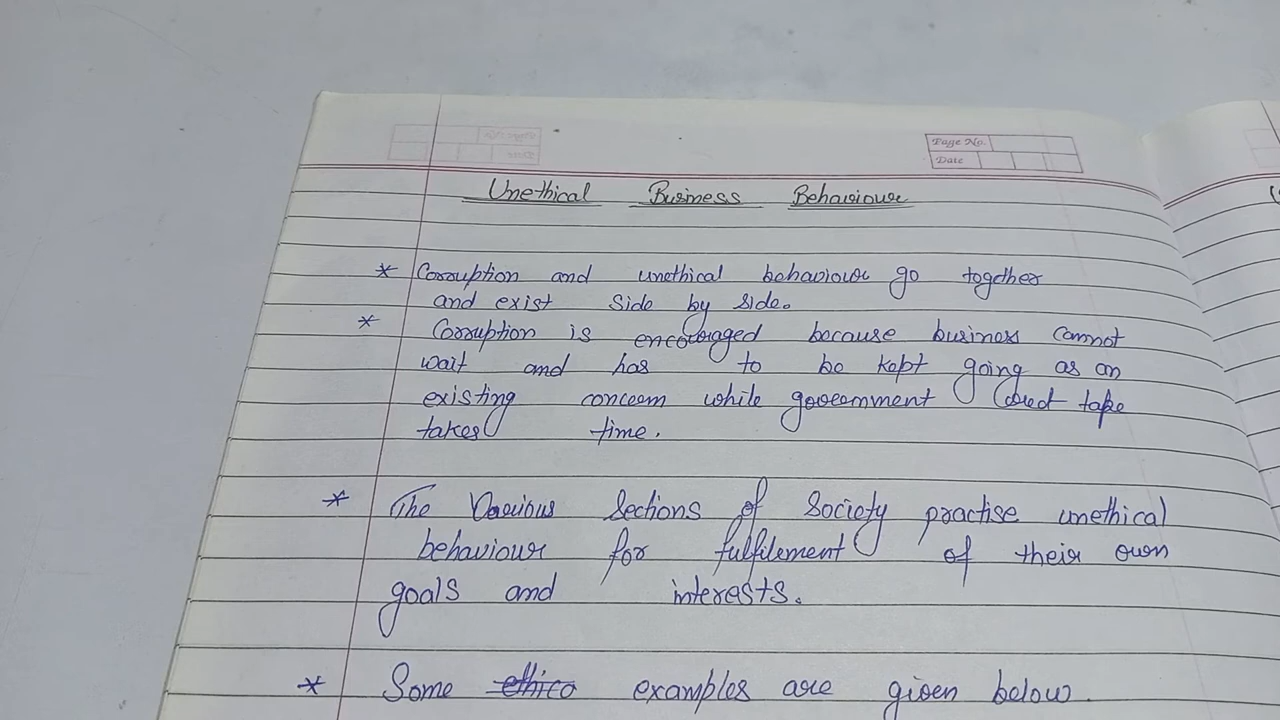 Page No.
Date
Unethical Business Behaviour
* Corruption and unethical behaviour go together
and exist side by side.
* Corruption is encouraged because business cannot
wait and has to be kept going as an
existing concern while government red tape
takes time.
* The Various Sections of Society practise unethical
behaviour for fulfilement of their own
goals and interests.
* Some ethico examples are given below.